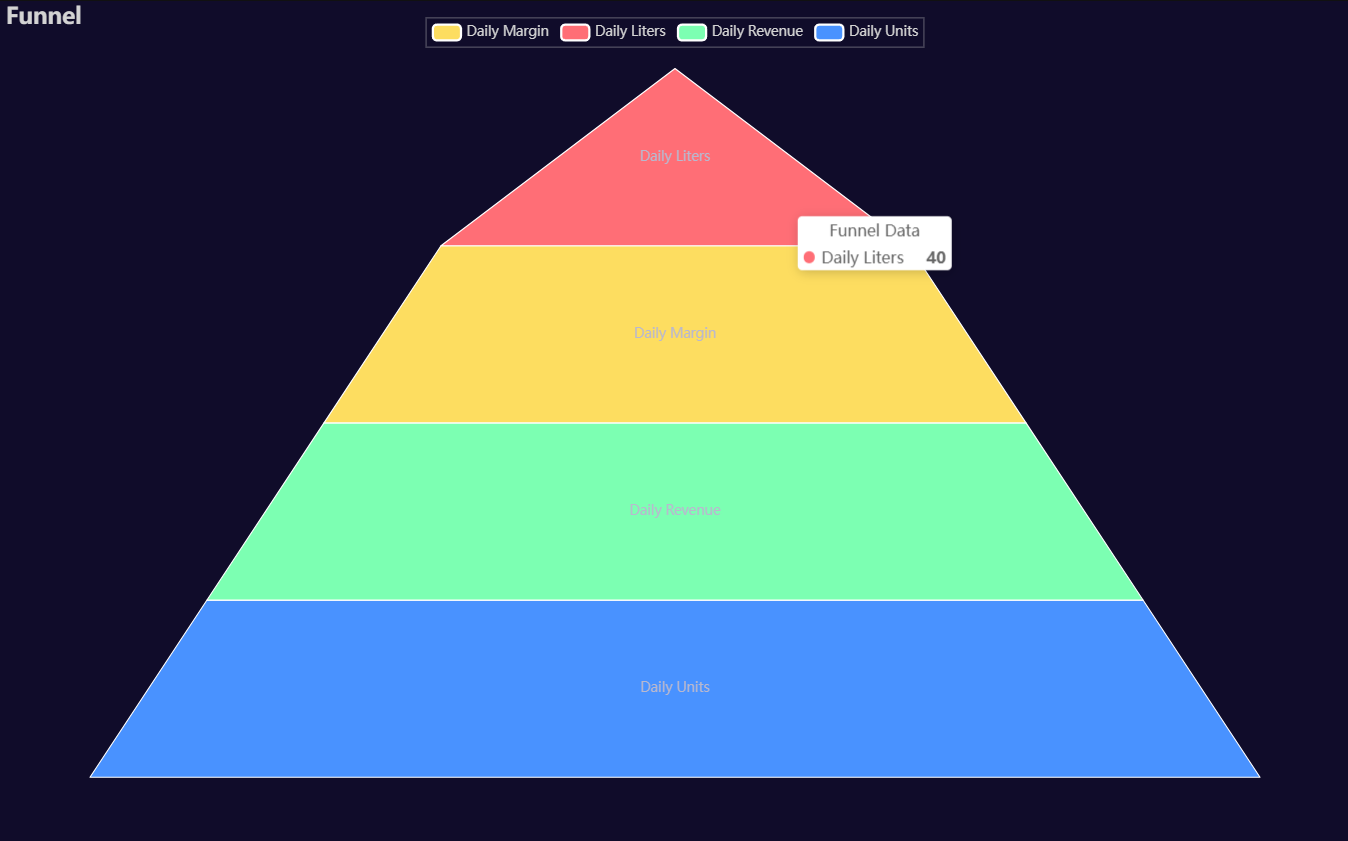 Funnel
Daily Margin Daily Liters Daily Revenue Daily Units
Daily Liters
Funnel Data
Daily Liters 40
Daily Margin
Daily Revenue
Daily Units